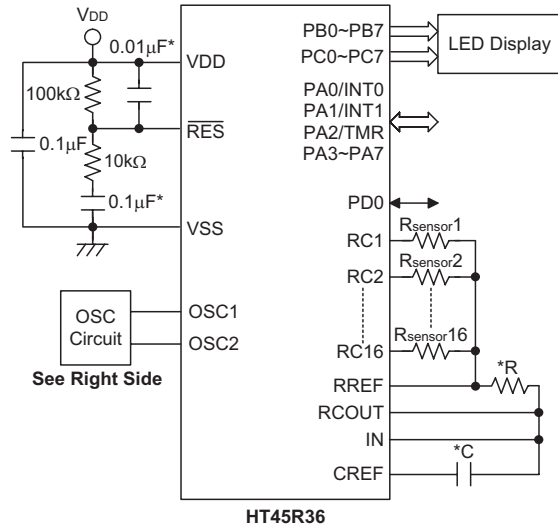 VDD
0.01µF*
VDD
100kΩ
RES
0.1µF
10kΩ
0.1µF*
VSS
OSC Circuit
See Right Side
OSC1
OSC2
PB0~PB7
PC0~PC7
LED Display
PA0/INT0
PA1/INT1
PA2/TMR
PA3~PA7
PD0
RC1
Rsensor1
RC2
Rsensor2
RC16
Rsensor16
RREF
*R
RCOUT
IN
CREF
*C
HT45R36